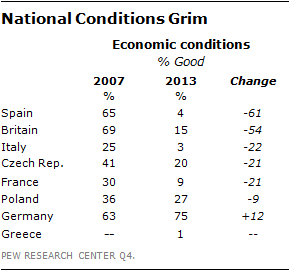 National Conditions Grim
Economic conditions
% Good
2007 2013 Change
% %
Spain 65 4 -61
Britain 69 15 -54
Italy 25 3 -22
Czech Rep. 41 20 -21
France 30 9 -21
Poland 36 27 -9
Germany 63 75 +12
Greece -- 1 --
PEW RESEARCH CENTER Q4.